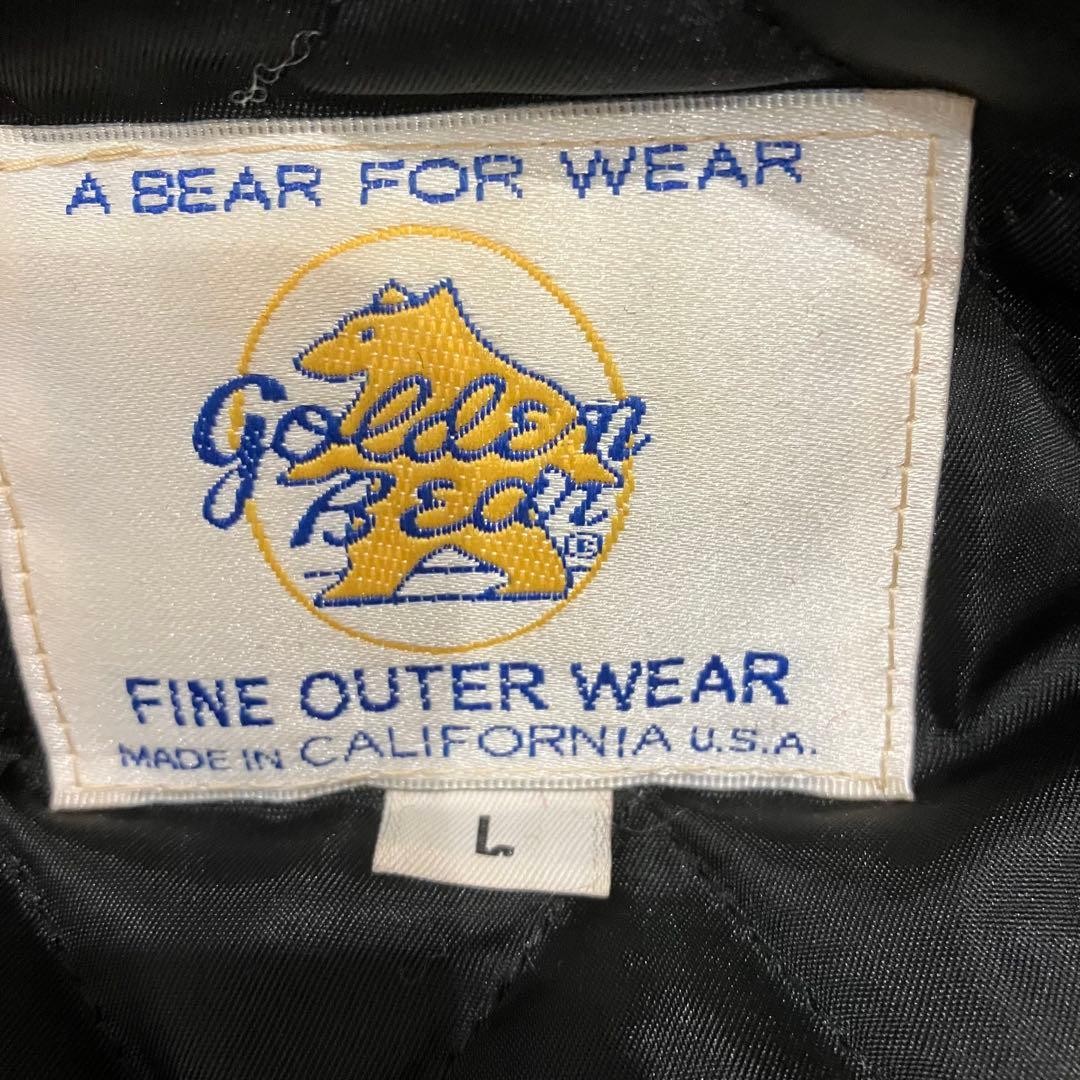 A BEAR FOR WEAR
Golden
Bear ®
FINE OUTER WEAR
MADE IN CALIFORNIA U.S.A.
L